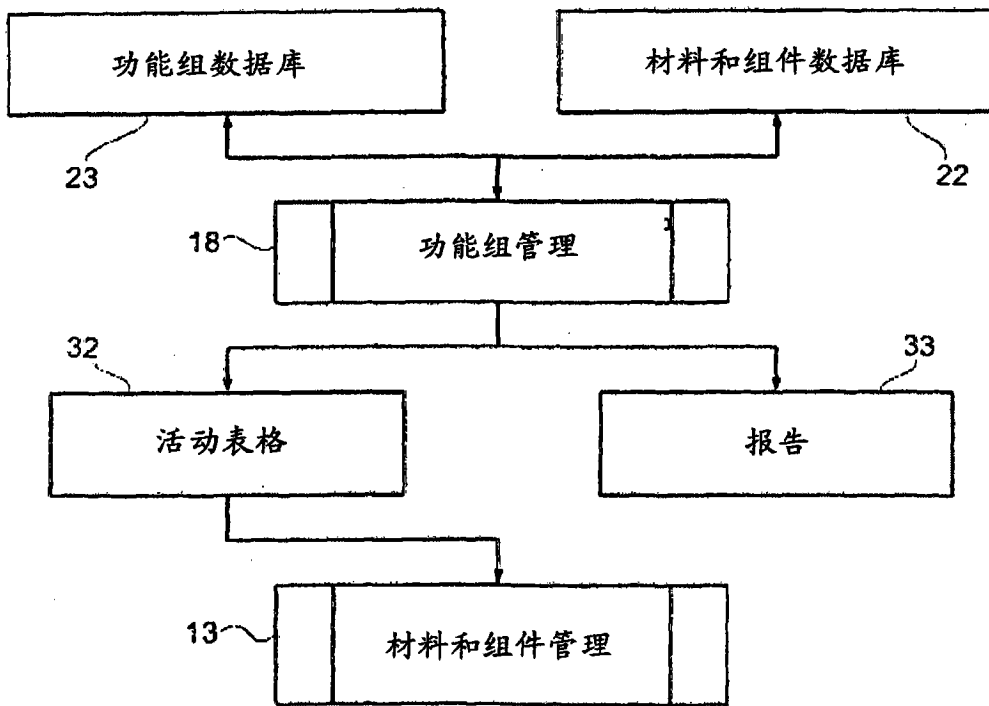 功能组数据库
材料和组件数据库
23
22
18
功能组管理
32
33
活动表格
报告
13
材料和组件管理